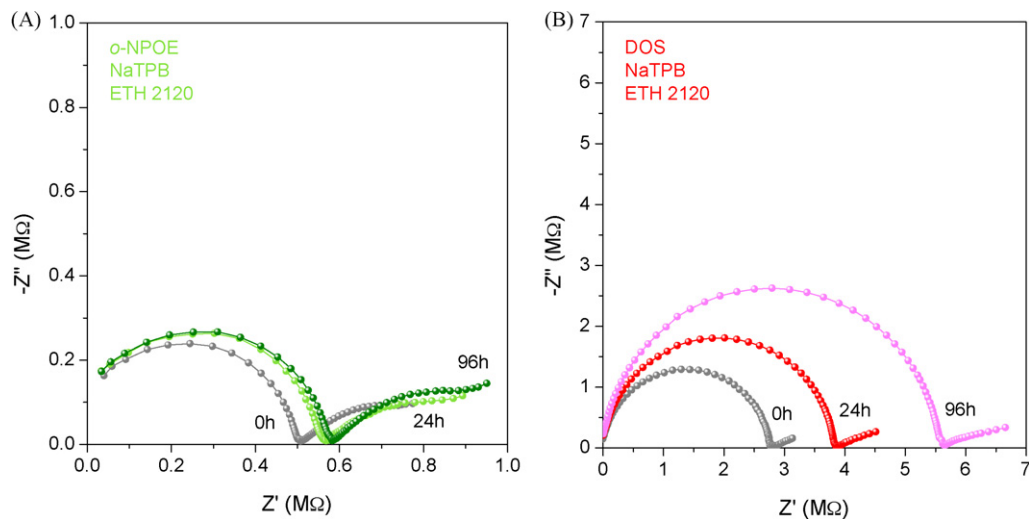 (A)
o-NPOE
NaTPB
ETH 2120
1.0
0.8
0.6
0.4
0.2
0.0
-Z'' (MΩ)
0h
24h
96h
0.0 0.2 0.4 0.6 0.8 1.0
Z' (MΩ)
(B)
DOS
NaTPB
ETH 2120
7
6
5
4
3
2
1
0
-Z'' (MΩ)
0h
24h
96h
0 1 2 3 4 5 6 7
Z' (MΩ)